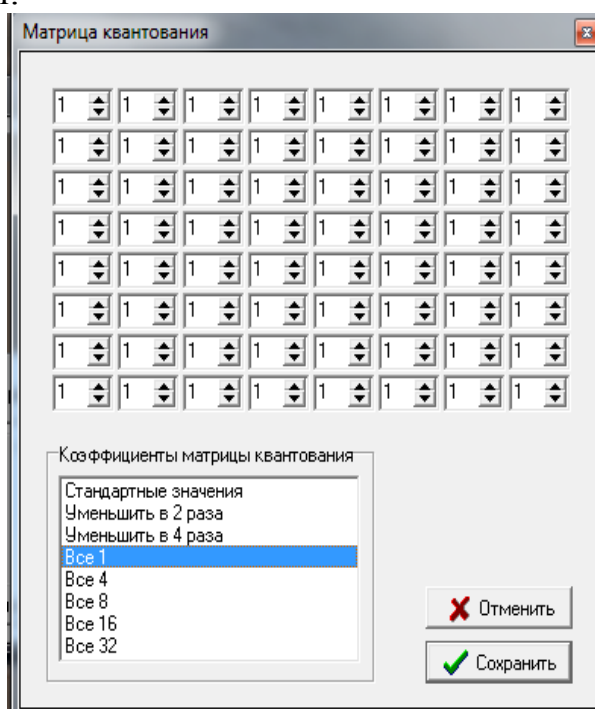 1.
Матрица квантования
1 1 1 1 1 1 1 1
1 1 1 1 1 1 1 1
1 1 1 1 1 1 1 1
1 1 1 1 1 1 1 1
1 1 1 1 1 1 1 1
1 1 1 1 1 1 1 1
1 1 1 1 1 1 1 1
1 1 1 1 1 1 1 1
Коэффициенты матрицы квантования
Стандартные значения
Уменьшить в 2 раза
Уменьшить в 4 раза
Все 1
Все 4
Все 8
Все 16
Все 32
Отменить
Сохранить